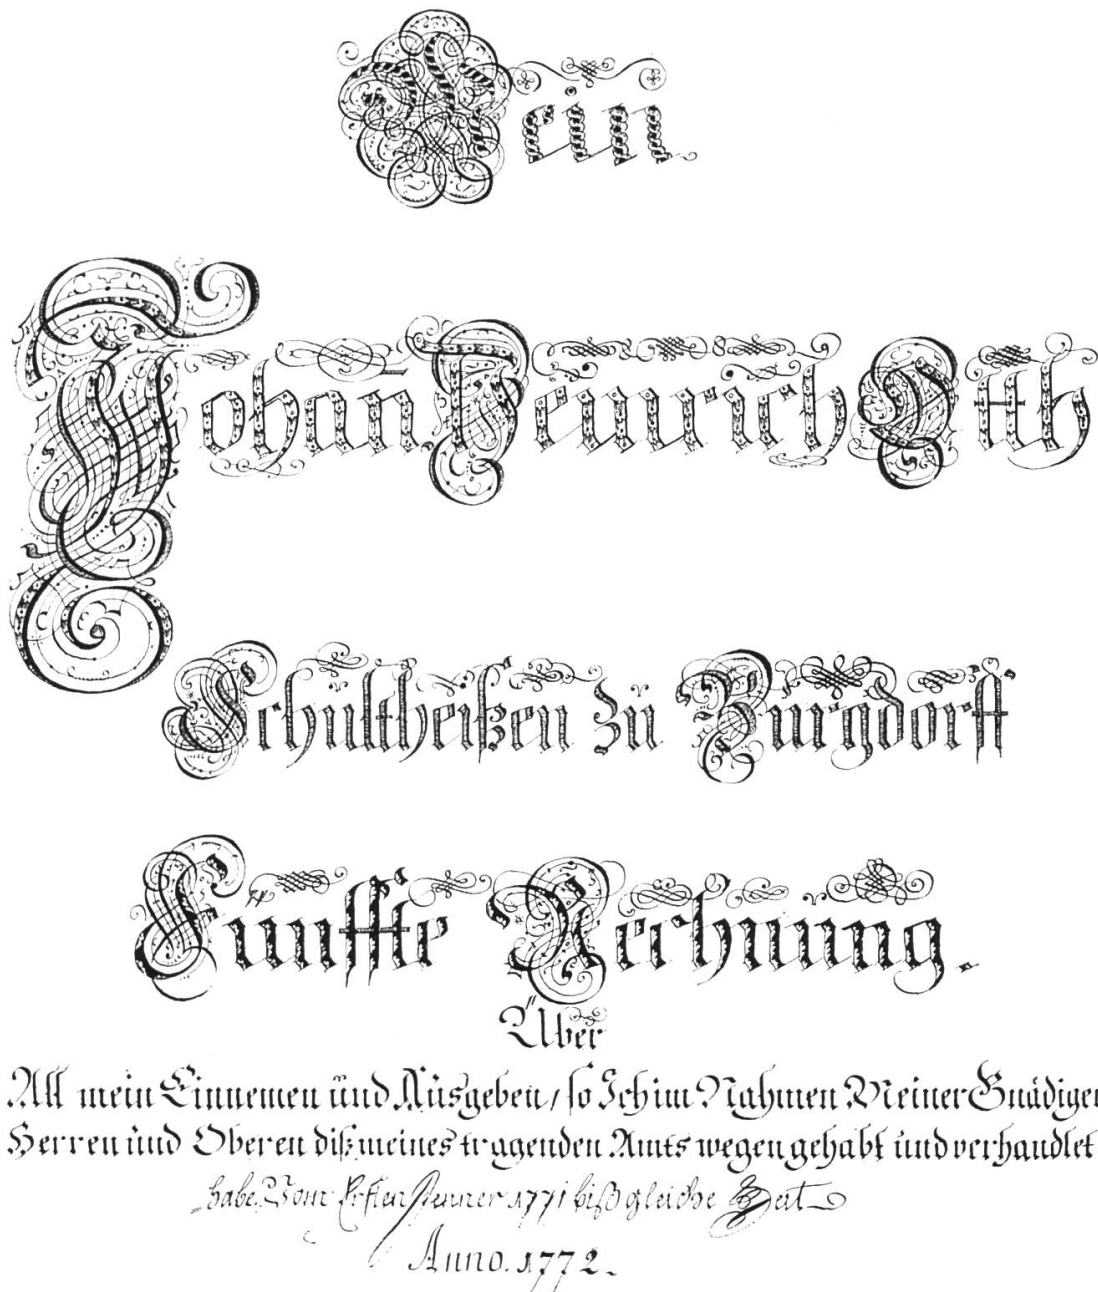 Mein
Johan Heinrich Otth
Schultheißen zu Burgdorff
Funffte Rechnung.
Über
All mein Einnemen und Ausgeben / so Ich im Nahmen Meiner Gnädigen
Herren und Oberen diß meines tragenden Amts wegen gehabt und verhandlet
habe. Vom Ersten Jenner 1771 biß gleiche Zeit
Anno. 1772.